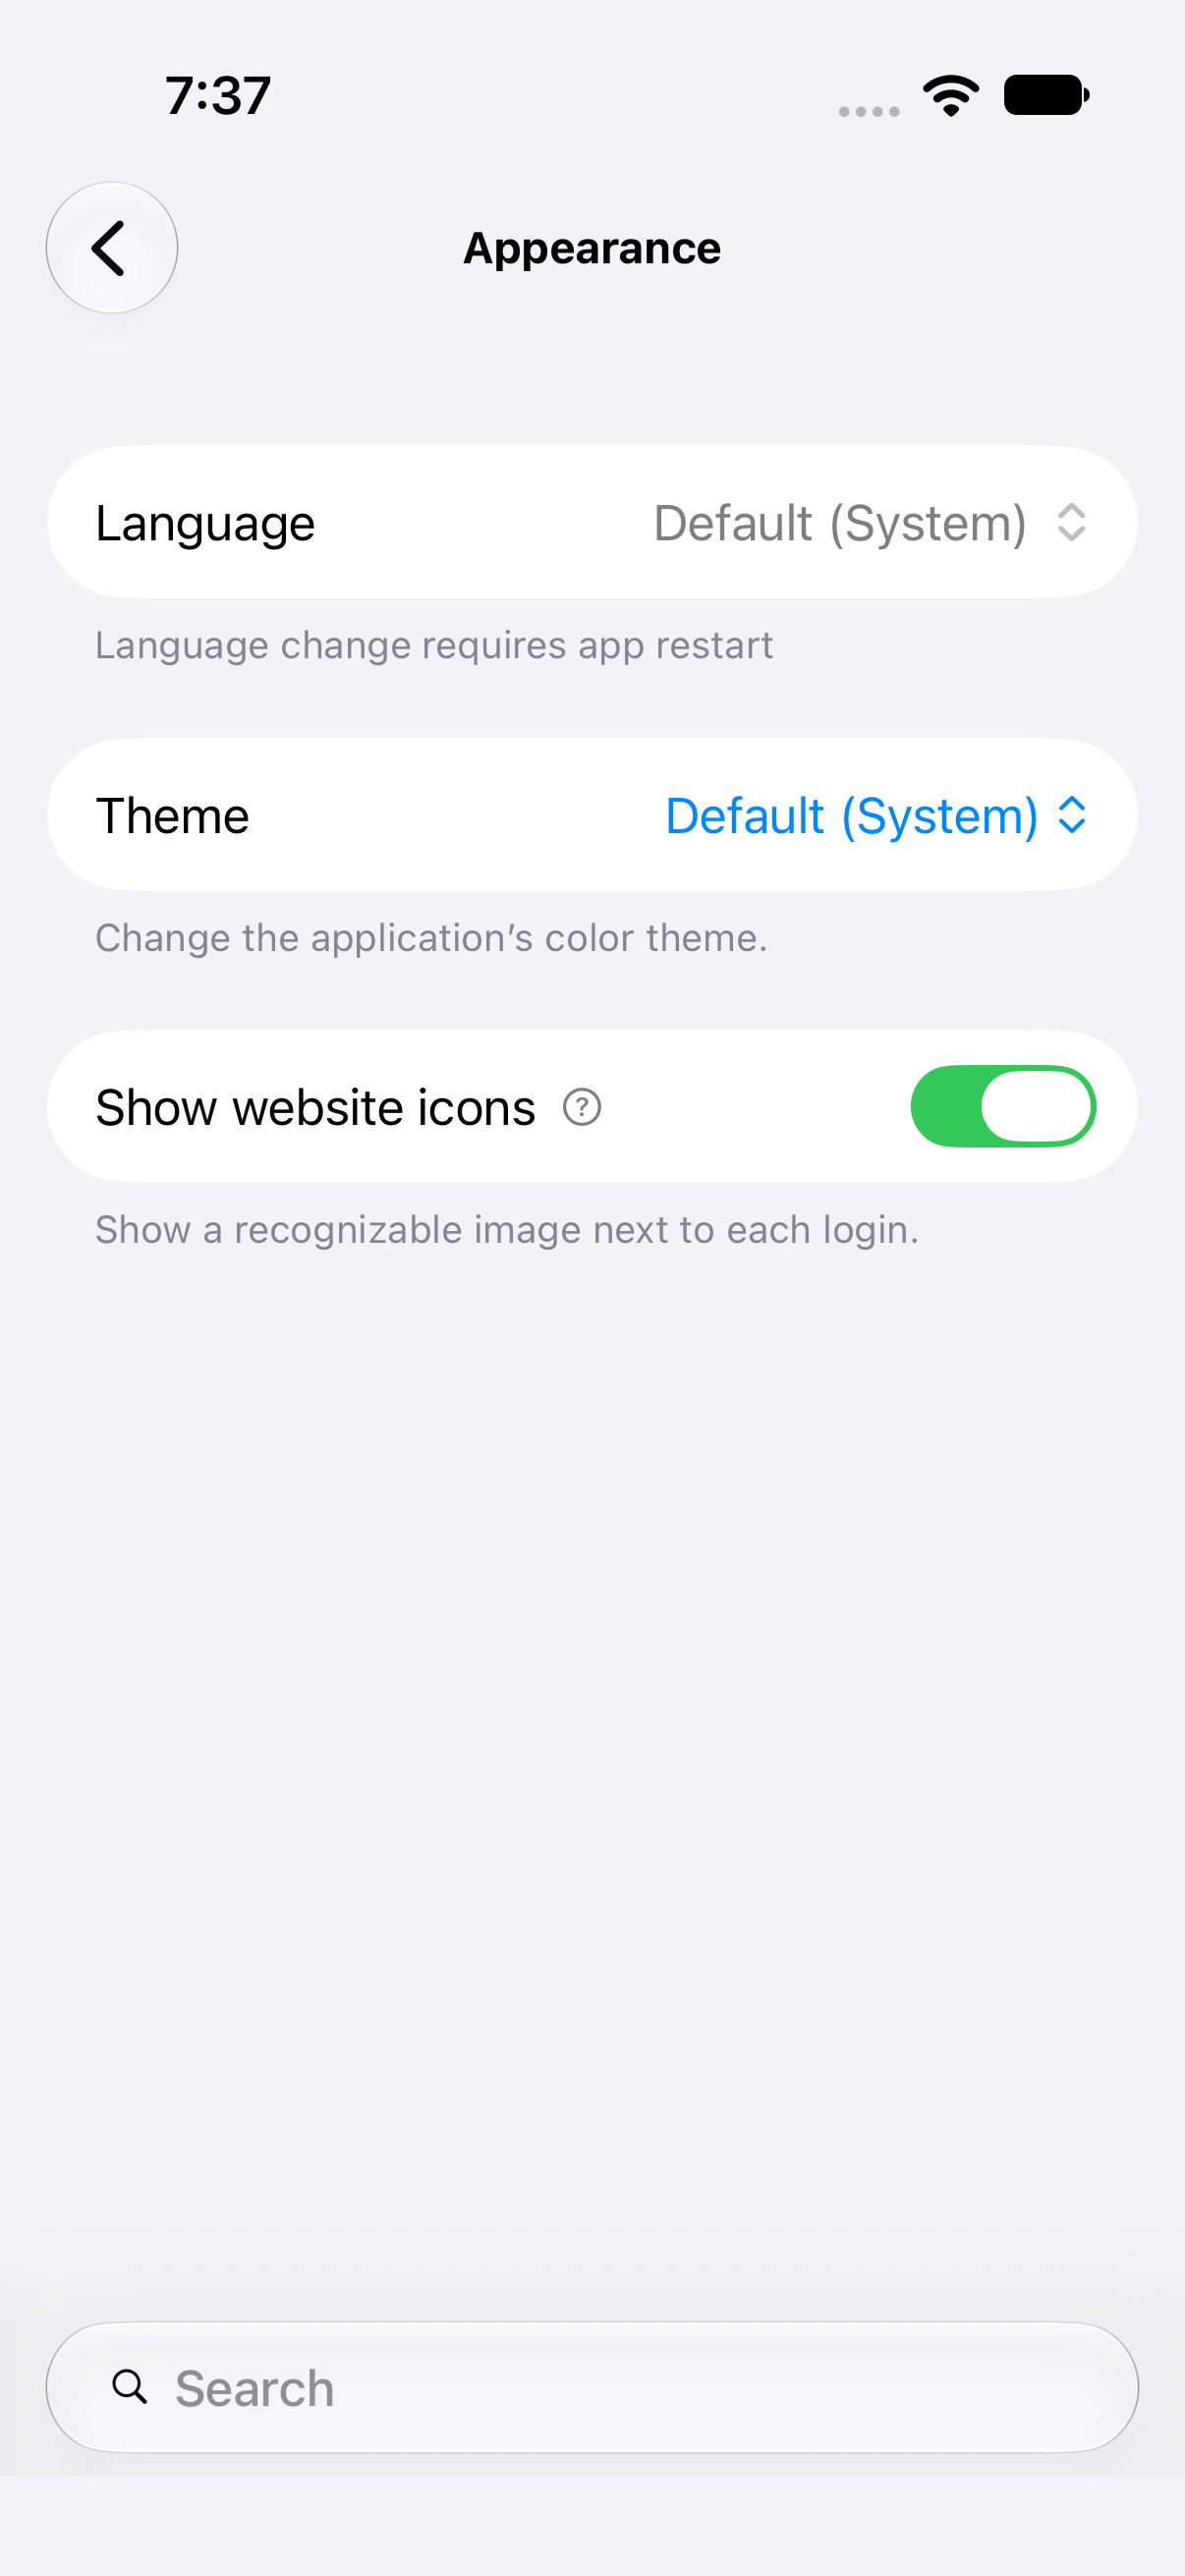 7:37
Appearance
Language
Default (System)
Language change requires app restart
Theme
Default (System)
Change the application’s color theme.
Show website icons
?
Show a recognizable image next to each login.
Search